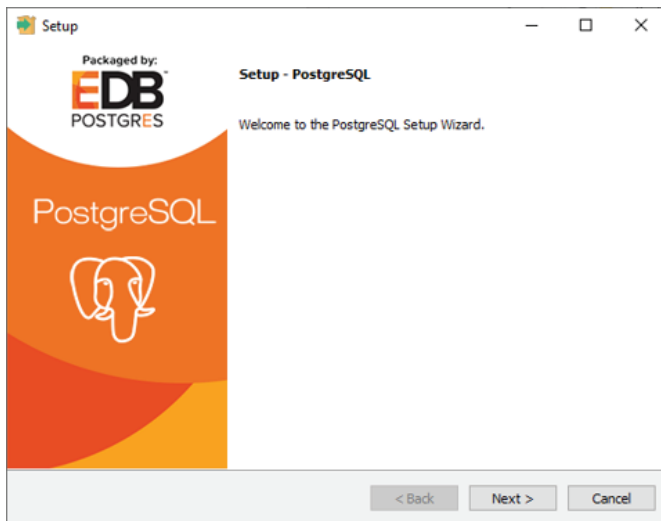 Setup
Packaged by:
EDB
POSTGRES
Setup - PostgreSQL
Welcome to the PostgreSQL Setup Wizard.
PostgreSQL
< Back
Next >
Cancel